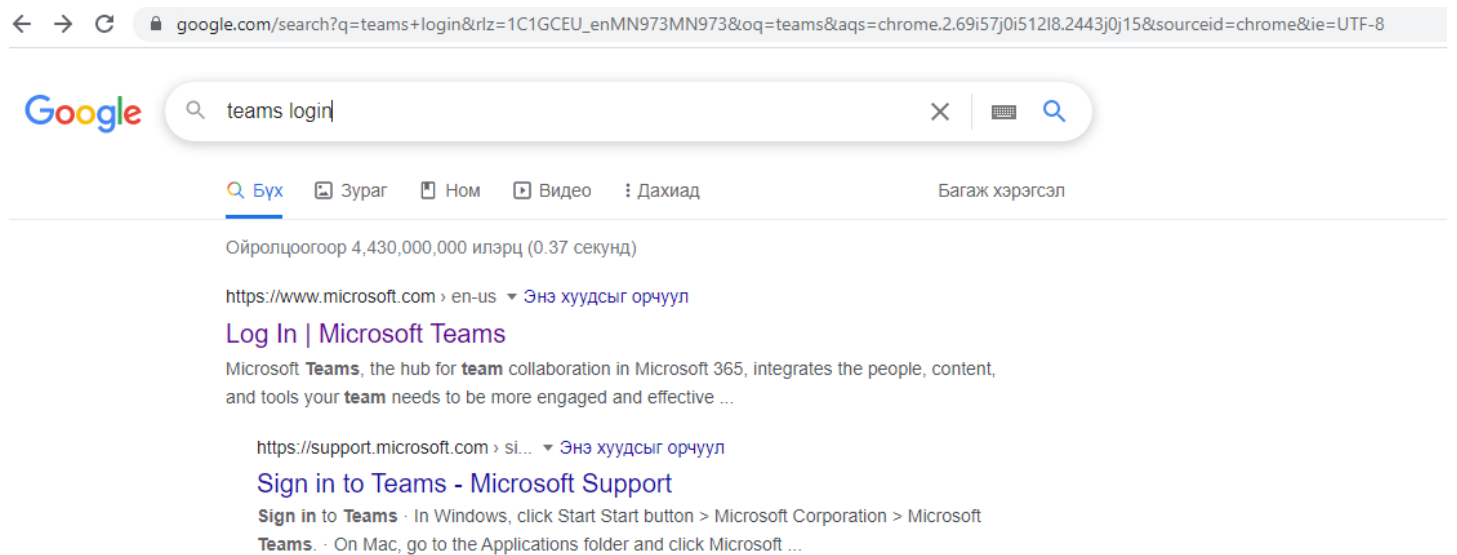 google.com/search?q=teams+login&rlz=1C1GCEU_enMN973MN973&oq=teams&aqs=chrome.2.69i57j0i512l8.2443j0j15&sourceid=chrome&ie=UTF-8
Google teams login
Бүх Зураг Ном Видео Дахиад Багаж хэрэгсэл
Ойролцоогоор 4,430,000,000 илэрц (0.37 секунд)
https://www.microsoft.com › en-us Энэ хуудсыг орчуул
Log In | Microsoft Teams
Microsoft Teams, the hub for team collaboration in Microsoft 365, integrates the people, content,
and tools your team needs to be more engaged and effective ...
https://support.microsoft.com › si... Энэ хуудсыг орчуул
Sign in to Teams - Microsoft Support
Sign in to Teams · In Windows, click Start Start button > Microsoft Corporation > Microsoft
Teams. · On Mac, go to the Applications folder and click Microsoft ...